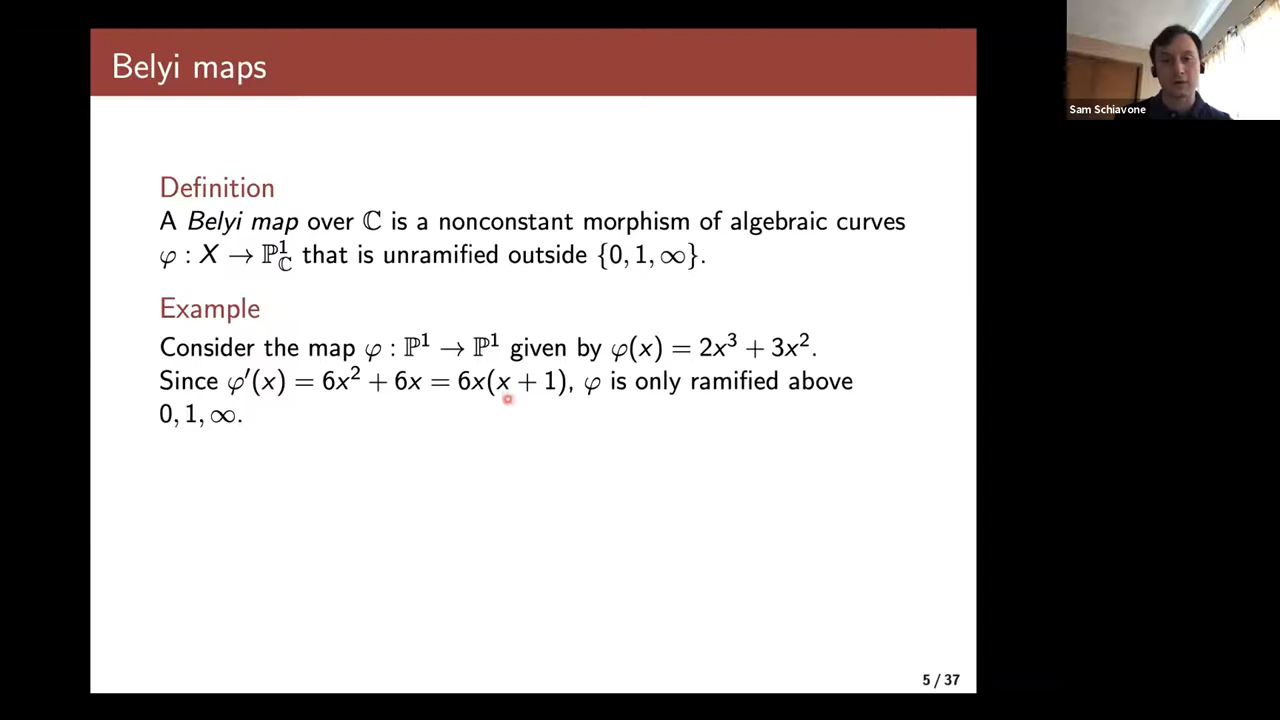 Belyi maps
Sam Schiavone
Definition
A Belyi map over ℂ is a nonconstant morphism of algebraic curves
φ : X → ℙ¹_ℂ that is unramified outside {0, 1, ∞}.
Example
Consider the map φ : ℙ¹ → ℙ¹ given by φ(x) = 2x³ + 3x².
Since φ′(x) = 6x² + 6x = 6x(x + 1), φ is only ramified above
0, 1, ∞.
5 / 37